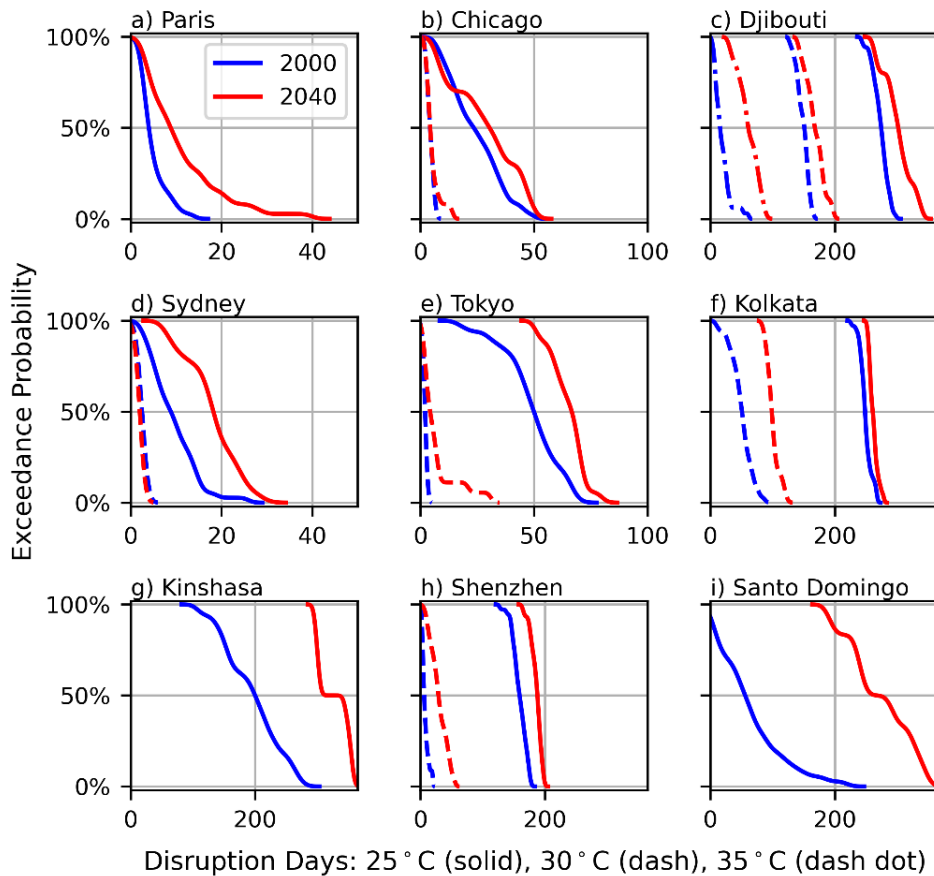 a) Paris
b) Chicago
c) Djibouti
100%
50%
0%
2000
2040
0 20 40
0 50 100
0 200
d) Sydney
e) Tokyo
f) Kolkata
100%
50%
0%
0 20 40
0 50 100
0 200
g) Kinshasa
h) Shenzhen
i) Santo Domingo
100%
50%
0%
0 200
0 200
0 200
Exceedance Probability
Disruption Days: 25°C (solid), 30°C (dash), 35°C (dash dot)